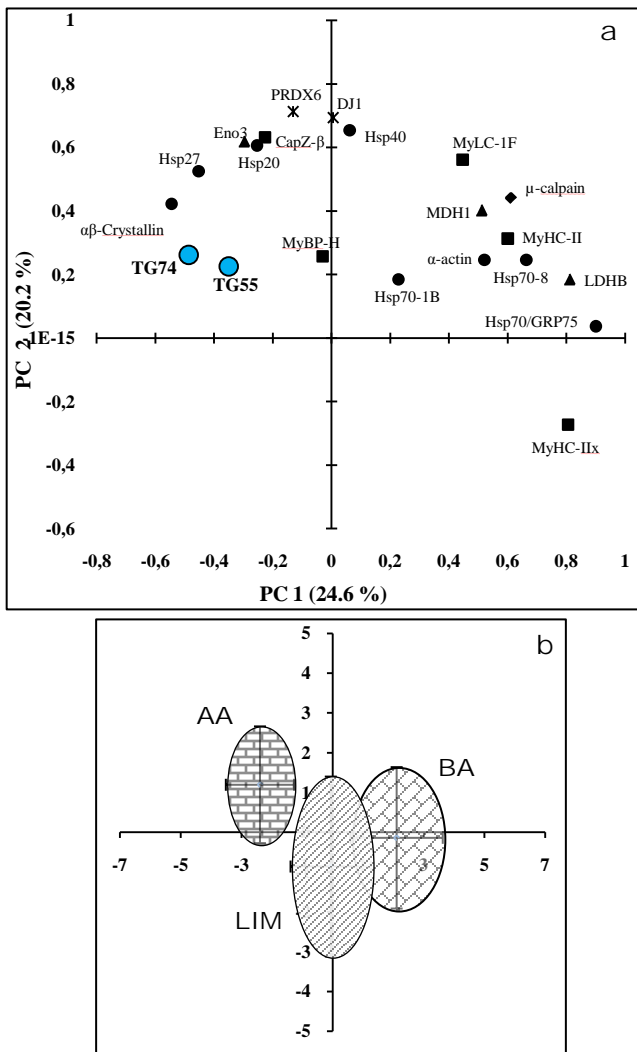 a
1
0,8
PRDX6
DJ1
Hsp40
0,6
Eno3
CapZ-β
MyLC-1F
Hsp27
Hsp20
µ-calpain
0,4
MDH1
αβ-Crystallin
MyBP-H
MyHC-II
α-actin
0,2
TG74
TG55
Hsp70-8
LDHB
Hsp70-1B
Hsp70/GRP75
1E-15
-0,2
MyHC-IIx
-0,4
-0,6
-0,8 -0,6 -0,4 -0,2 0 0,2 0,4 0,6 0,8 1
PC 1 (24.6 %)
PC 2 (20.2 %)
b
5
4
3
AA
2
BA
1
-7 -5 -3 3 5 7
LIM
-3
-4
-5